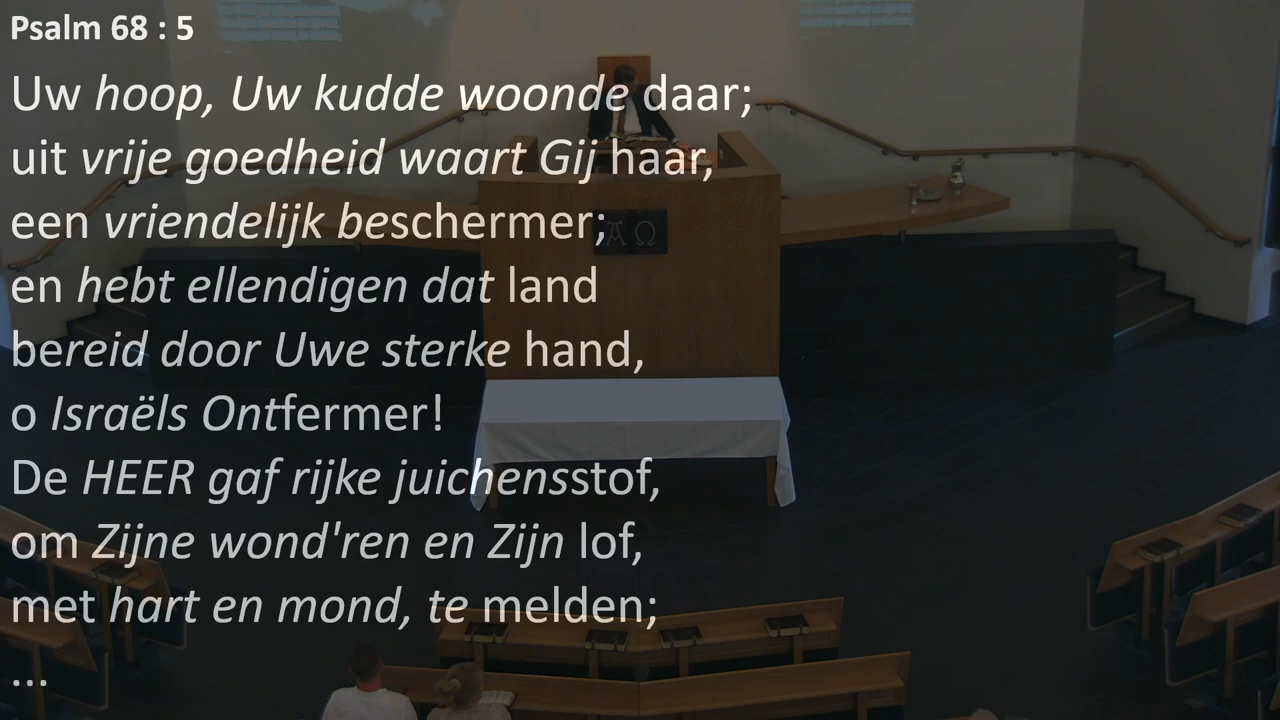 Psalm 68 : 5
Uw hoop, Uw kudde woonde daar;
uit vrije goedheid waart Gij haar,
een vriendelijk beschermer;
en hebt ellendigen dat land
bereid door Uwe sterke hand,
o Israëls Ontfermer!
De HEER gaf rijke juichensstof,
om Zijne wond'ren en Zijn lof,
met hart en mond, te melden;
...
Α Ω